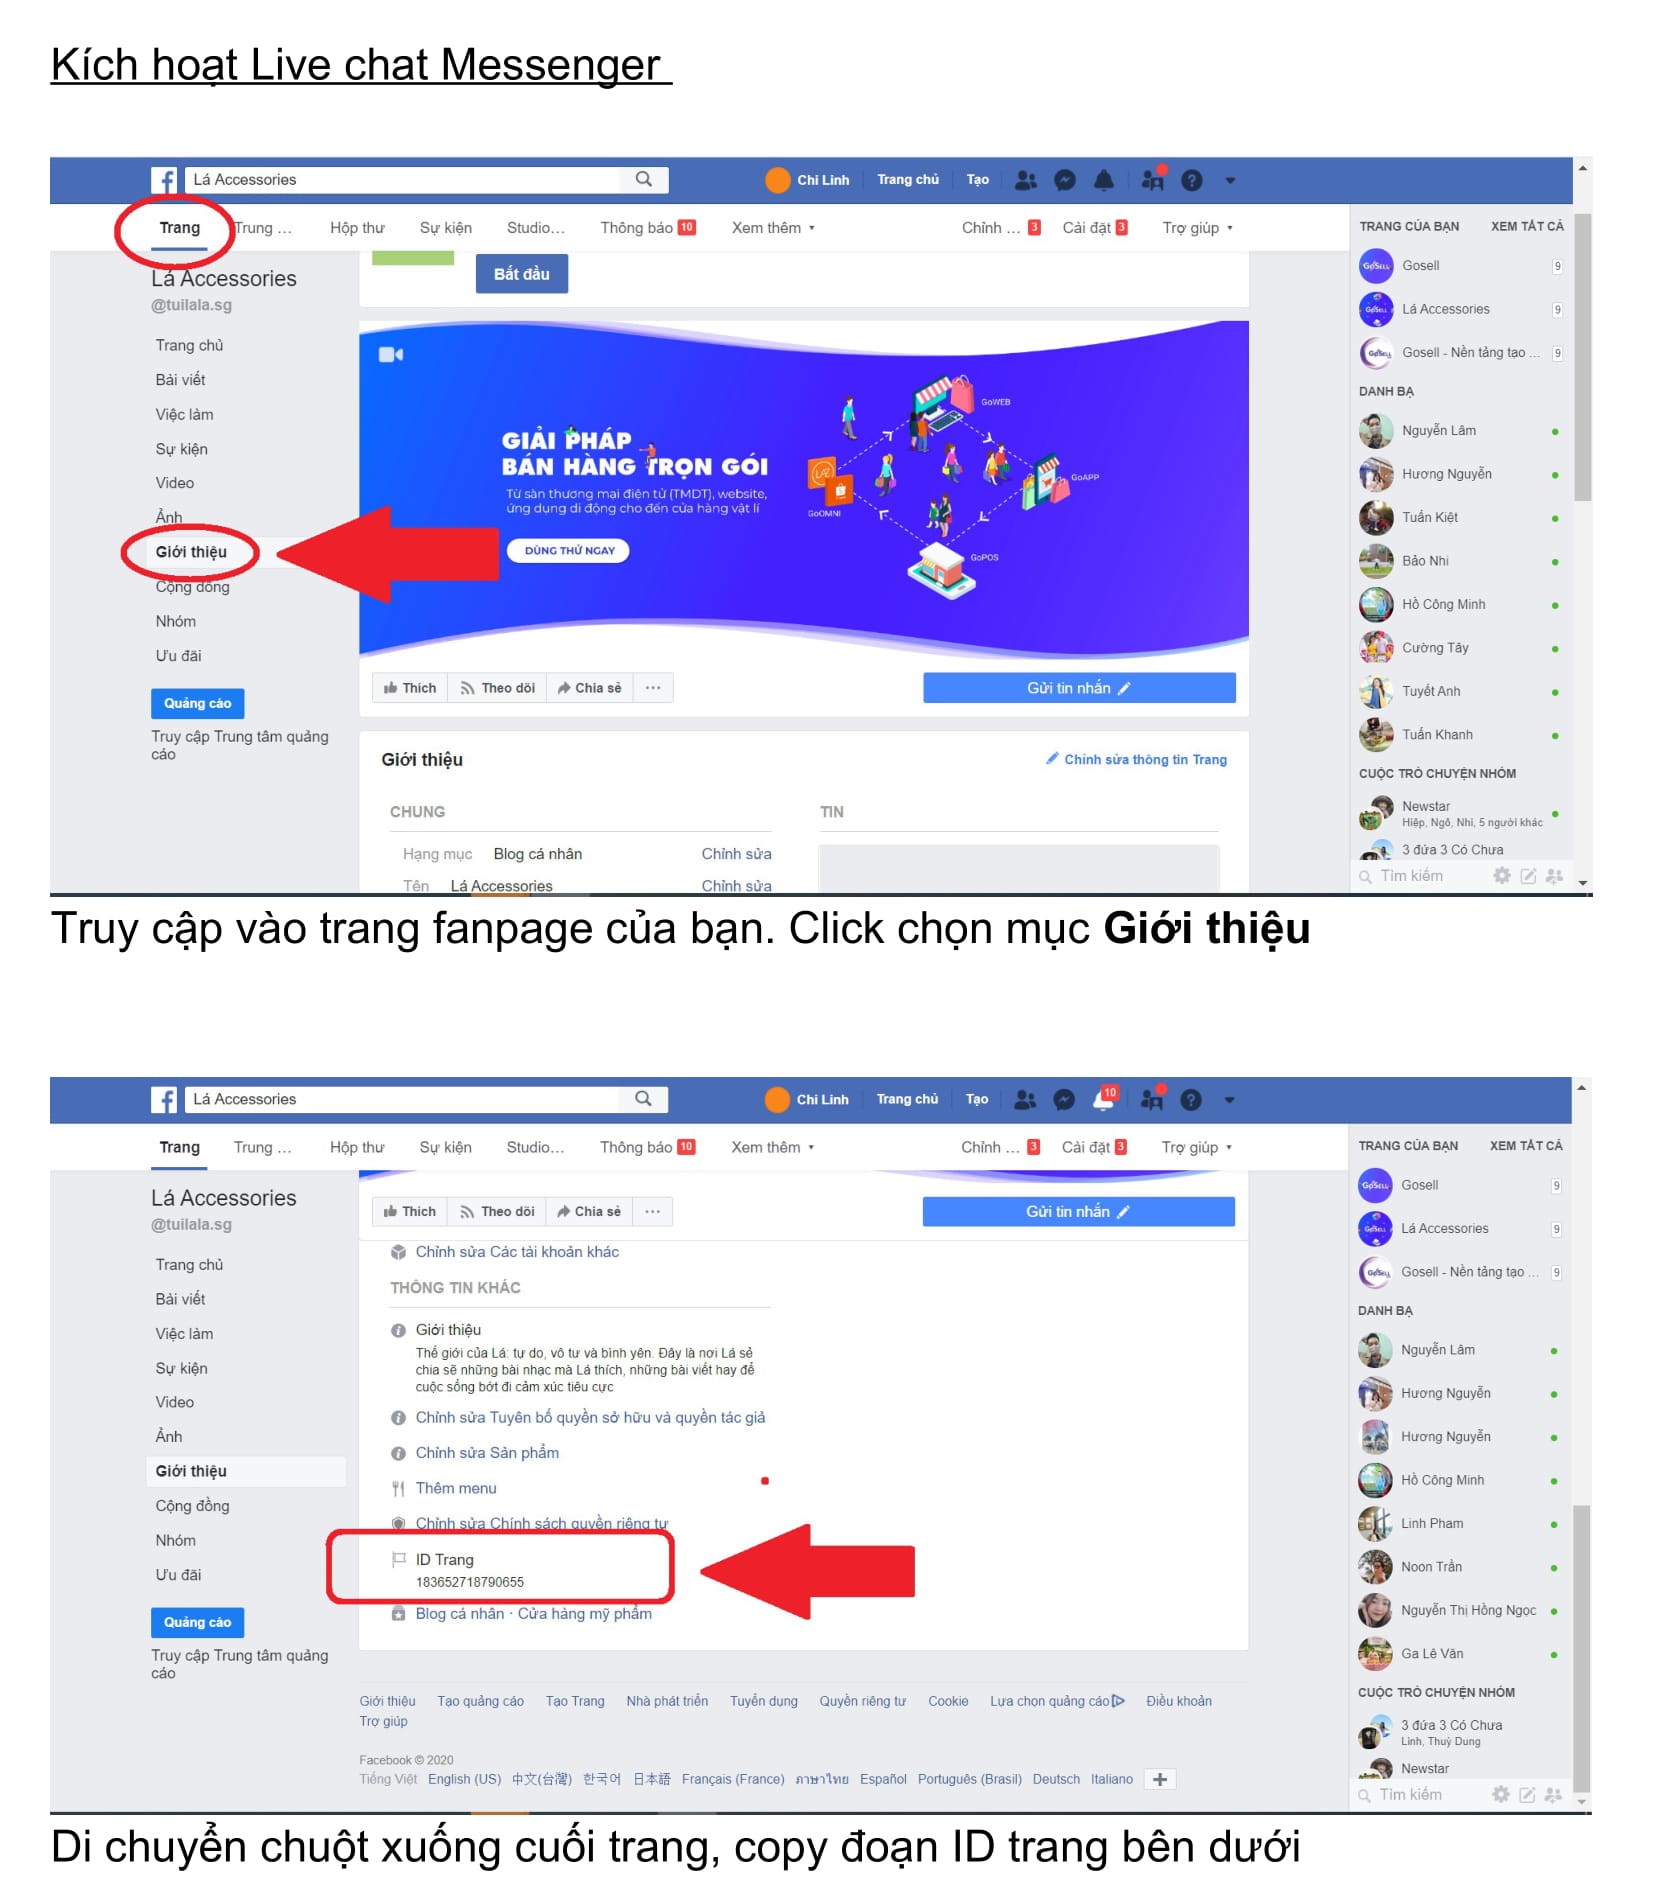 Kích hoạt Live chat Messenger
Lá Accessories
Chi Linh Trang chủ Tạo
Trang Trung ... Hộp thư Sự kiện Studio... Thông báo 10 Xem thêm Chỉnh ... 3 Cài đặt 3 Trợ giúp
Lá Accessories
@tuilala.sg
Trang chủ
Bài viết
Việc làm
Sự kiện
Video
Ảnh
Giới thiệu
Cộng đồng
Nhóm
Ưu đãi
Quảng cáo
Truy cập Trung tâm quảng
cáo
Bắt đầu
GIẢI PHÁP
BÁN HÀNG TRỌN GÓI
Từ sàn thương mại điện tử (TMDT), website,
ứng dụng di động cho đến cửa hàng vật lí
DÙNG THỬ NGAY
GoWEB
GoAPP
GoOMNI
GoPOS
Thích Theo dõi Chia sẻ ...
Gửi tin nhắn
Giới thiệu
Chỉnh sửa thông tin Trang
CHUNG
TIN
Hạng mục Blog cá nhân Chỉnh sửa
Tên Lá Accessories Chỉnh sửa
TRANG CỦA BẠN XEM TẤT CẢ
GoSELL Gosell 9
GoSELL Lá Accessories 9
GoSELL Gosell - Nền tảng tạo ... 9
DANH BẠ
Nguyễn Lâm
Hương Nguyễn
Tuấn Kiệt
Bảo Nhi
Hồ Công Minh
Cường Tây
Tuyết Anh
Tuấn Khanh
CUỘC TRÒ CHUYỆN NHÓM
Newstar
Hiệp, Ngô, Nhi, 5 người khác
3 đứa 3 Có Chưa
Tìm kiếm
Truy cập vào trang fanpage của bạn. Click chọn mục Giới thiệu
Lá Accessories
Chi Linh Trang chủ Tạo 10
Trang Trung ... Hộp thư Sự kiện Studio... Thông báo 10 Xem thêm Chỉnh ... 3 Cài đặt 3 Trợ giúp
Lá Accessories
@tuilala.sg
Trang chủ
Bài viết
Việc làm
Sự kiện
Video
Ảnh
Giới thiệu
Cộng đồng
Nhóm
Ưu đãi
Quảng cáo
Truy cập Trung tâm quảng
cáo
Thích Theo dõi Chia sẻ ...
Gửi tin nhắn
Chỉnh sửa Các tài khoản khác
THÔNG TIN KHÁC
Giới thiệu
Thế giới của Lá: tự do, vô tư và bình yên. Đây là nơi Lá sẻ
chia sẽ những bài nhạc mà Lá thích, những bài viết hay để
cuộc sống bớt đi cảm xúc tiêu cực
Chỉnh sửa Tuyên bố quyền sở hữu và quyền tác giả
Chỉnh sửa Sản phẩm
Thêm menu
Chỉnh sửa Chính sách quyền riêng tư
ID Trang
183652718790655
Blog cá nhân · Cửa hàng mỹ phẩm
Giới thiệu Tạo quảng cáo Tạo Trang Nhà phát triển Tuyển dụng Quyền riêng tư Cookie Lựa chọn quảng cáo Điều khoản
Trợ giúp
Facebook © 2020
Tiếng Việt English (US) 中文(台灣) 한국어 日本語 Français (France) ภาษาไทย Español Português (Brasil) Deutsch Italiano
TRANG CỦA BẠN XEM TẤT CẢ
GoSELL Gosell 9
GoSELL Lá Accessories 9
GoSELL Gosell - Nền tảng tạo ... 9
DANH BẠ
Nguyễn Lâm
Hương Nguyễn
Hương Nguyễn
Hồ Công Minh
Linh Pham
Noon Trần
Nguyễn Thị Hồng Ngọc
Ga Lê Văn
CUỘC TRÒ CHUYỆN NHÓM
3 đứa 3 Có Chưa
Linh, Thuỳ Dung
Newstar
Tìm kiếm
Di chuyển chuột xuống cuối trang, copy đoạn ID trang bên dưới